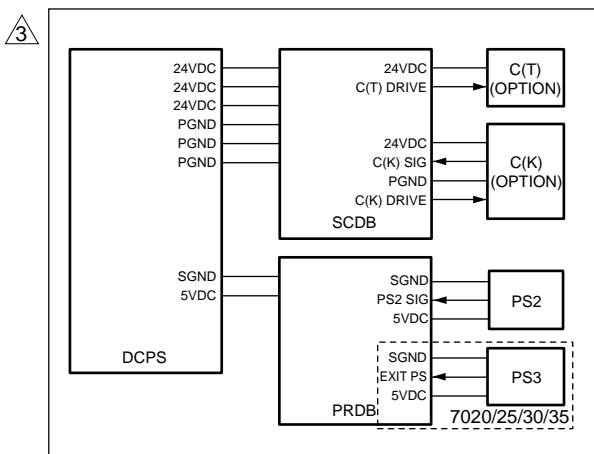 3
24VDC
24VDC
24VDC
PGND
PGND
PGND
SGND
5VDC
DCPS
24VDC
C(T) DRIVE
24VDC
C(K) SIG
PGND
C(K) DRIVE
SCDB
C(T)
(OPTION)
C(K)
(OPTION)
SGND
PS2 SIG
5VDC
SGND
EXIT PS
5VDC
PRDB
PS2
PS3
7020/25/30/35